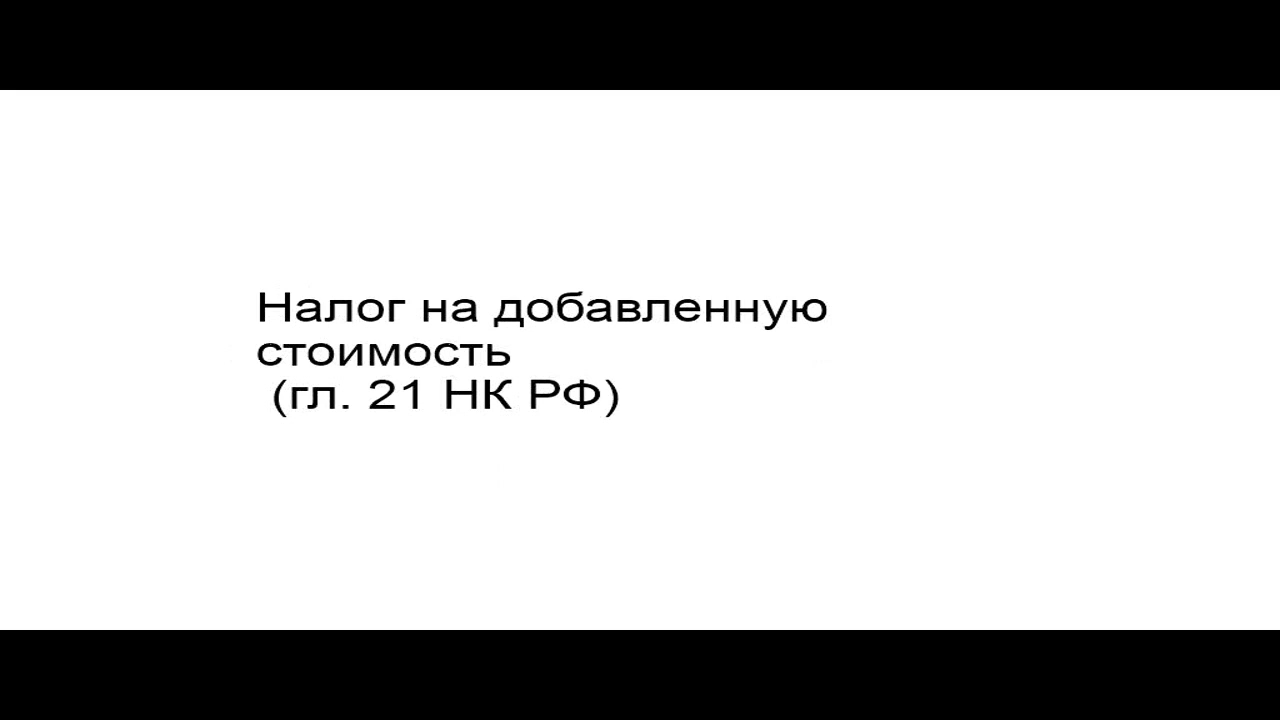 Налог на добавленную
стоимость
(гл. 21 НК РФ)